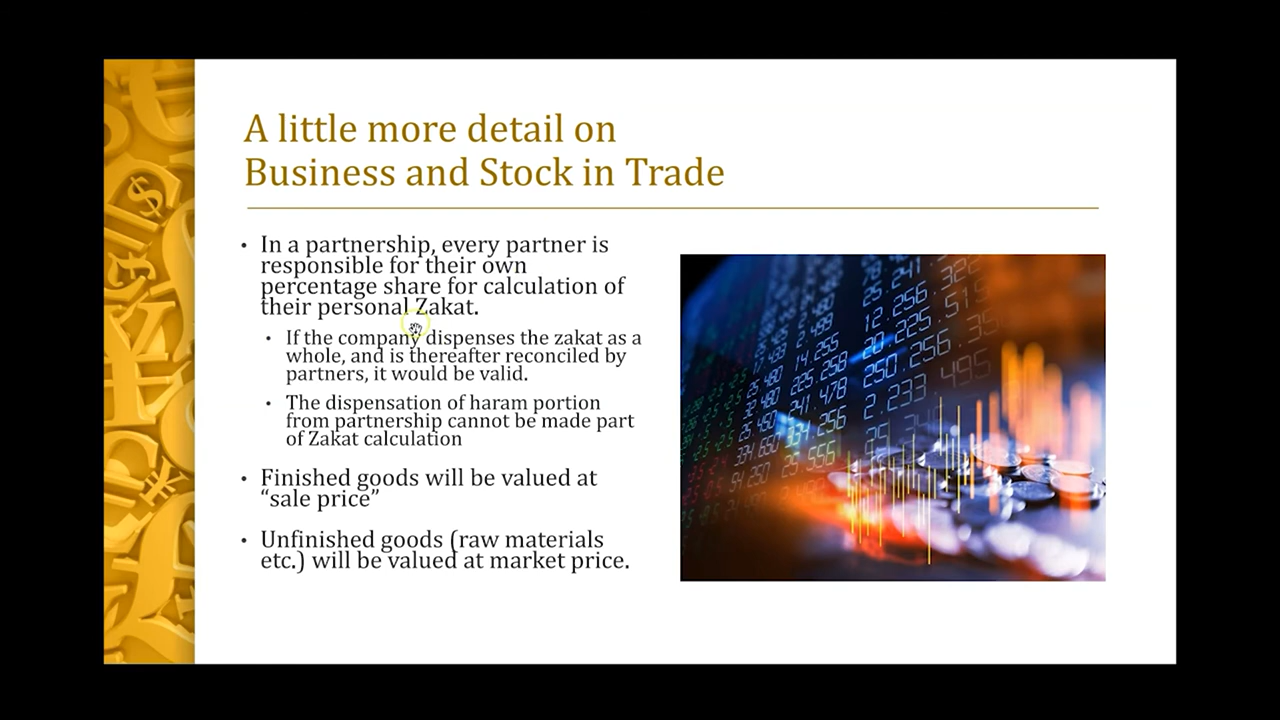 A little more detail on
Business and Stock in Trade
• In a partnership, every partner is
responsible for their own
percentage share for calculation of
their personal Zakat.
• If the company dispenses the zakat as a
whole, and is thereafter reconciled by
partners, it would be valid.
• The dispensation of haram portion
from partnership cannot be made part
of Zakat calculation
• Finished goods will be valued at
“sale price”
• Unfinished goods (raw materials
etc.) will be valued at market price.